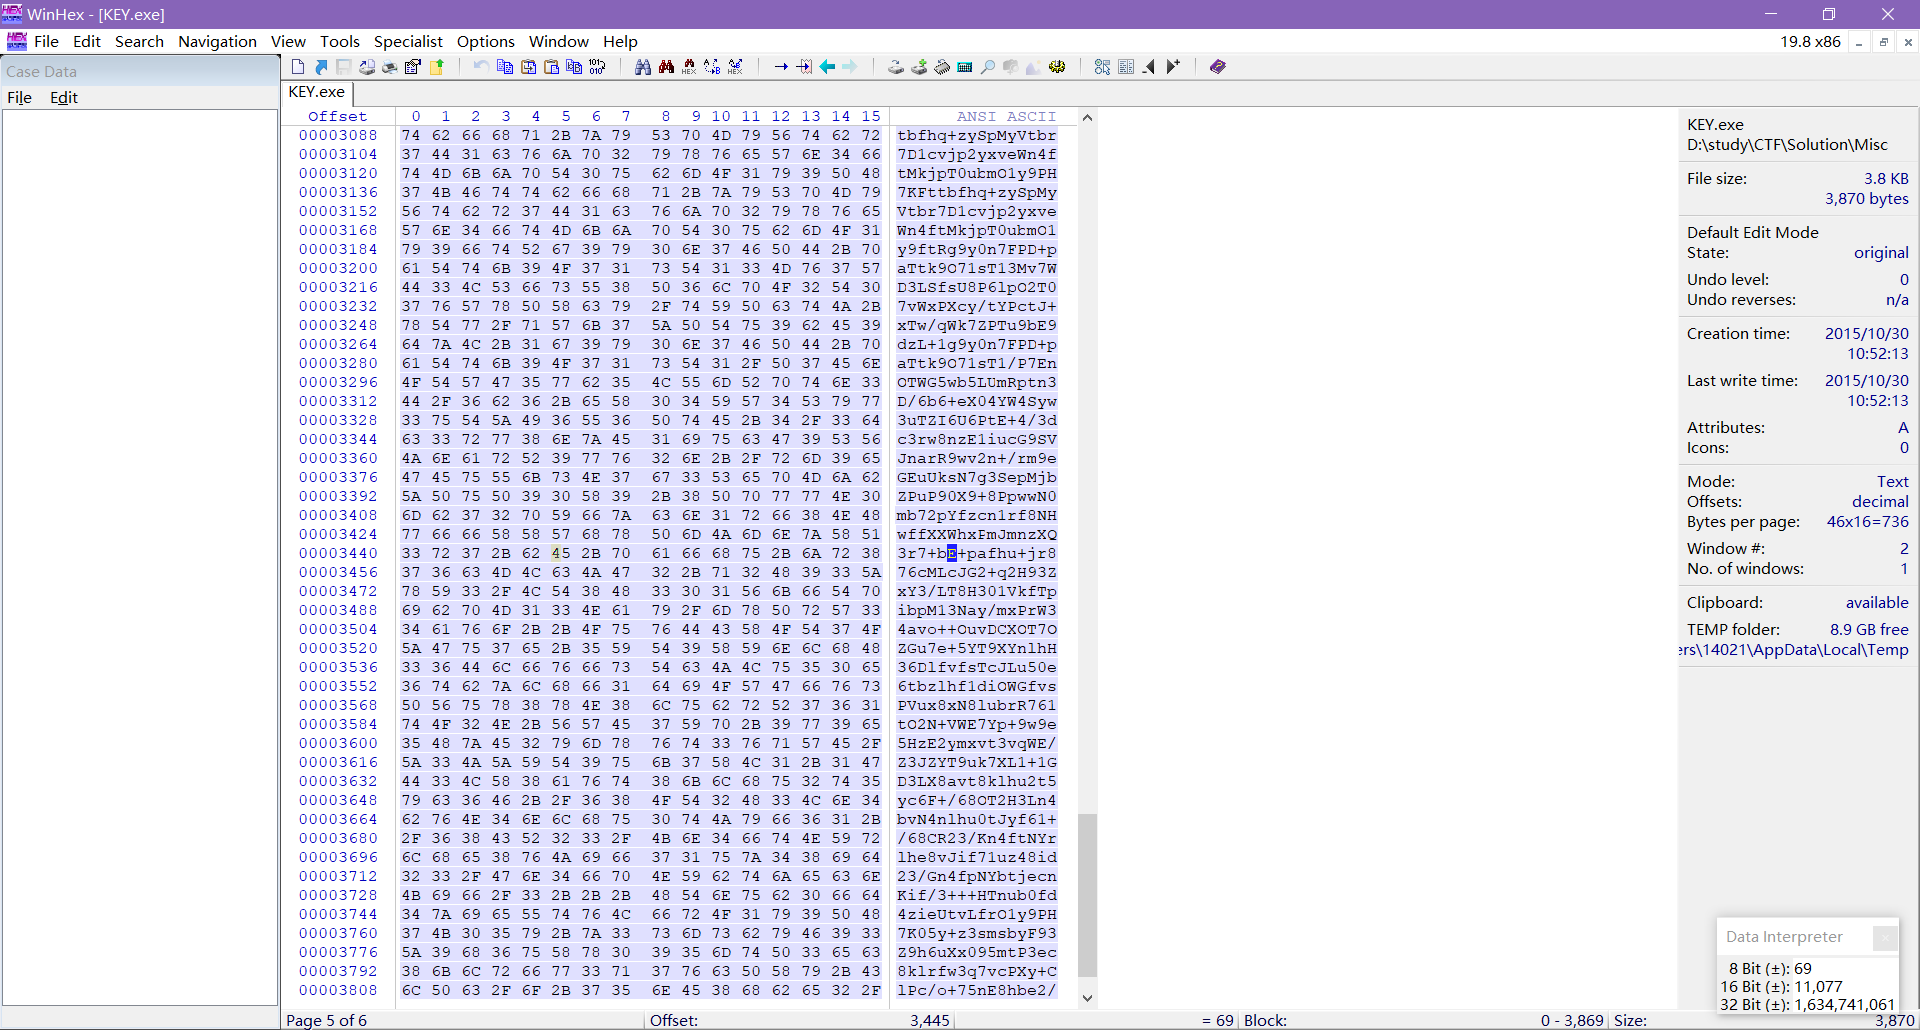 WinHex - [KEY.exe]
File Edit Search Navigation View Tools Specialist Options Window Help 19.8 x86
Case Data
File Edit
KEY.exe
Offset 0 1 2 3 4 5 6 7 8 9 10 11 12 13 14 15 ANSI ASCII
00003088 74 62 66 68 71 2B 7A 79 53 70 4D 79 56 74 62 72 tbfhq+zySpMyVtbr
00003104 37 44 31 63 76 6A 70 32 79 78 76 65 57 6E 34 66 7D1cvjp2yxveWn4f
00003120 74 4D 6B 6A 70 54 30 75 62 6D 4F 31 79 39 50 48 tMkjpT0ubmO1y9PH
00003136 37 4B 46 74 74 62 66 68 71 2B 7A 79 53 70 4D 79 7KFttbfhq+zySpMy
00003152 56 74 62 72 37 44 31 63 76 6A 70 32 79 78 76 65 Vtbr7D1cvjp2yxve
00003168 57 6E 34 66 74 4D 6B 6A 70 54 30 75 62 6D 4F 31 Wn4ftMkjpT0ubmO1
00003184 79 39 66 74 52 67 39 79 30 6E 37 46 50 44 2B 70 y9ftRg9y0n7FPD+p
00003200 61 54 74 6B 39 4F 37 31 73 54 31 33 4D 76 37 57 aTtk9O71sT13Mv7W
00003216 44 33 4C 53 66 73 55 38 50 36 6C 70 4F 32 54 30 D3LSfsU8P6lpO2T0
00003232 37 76 57 78 50 58 63 79 2F 74 59 50 63 74 4A 2B 7vWxPXcy/tYPctJ+
00003248 78 54 77 2F 71 57 6B 37 5A 50 54 75 39 62 45 39 xTw/qWk7ZPTu9bE9
00003264 64 7A 4C 2B 31 67 39 79 30 6E 37 46 50 44 2B 70 dzL+1g9y0n7FPD+p
00003280 61 54 74 6B 39 4F 37 31 73 54 31 2F 50 37 45 6E aTtk9O71sT1/P7En
00003296 4F 54 57 47 35 77 62 35 4C 55 6D 52 70 74 6E 33 OTWG5wb5LUmRptn3
00003312 44 2F 36 62 36 2B 65 58 30 34 59 57 34 53 79 77 D/6b6+eX04YW4Syw
00003328 33 75 54 5A 49 36 55 36 50 74 45 2B 34 2F 33 64 3uTZI6U6PtE+4/3d
00003344 63 33 72 77 38 6E 7A 45 31 69 75 63 47 39 53 56 c3rw8nzE1iucG9SV
00003360 4A 6E 61 72 52 39 77 76 32 6E 2B 2F 72 6D 39 65 JnarR9wv2n+/rm9e
00003376 47 45 75 55 6B 73 4E 37 67 33 53 65 70 4D 6A 62 GEuUksN7g3SepMjb
00003392 5A 50 75 50 39 30 58 39 2B 38 50 70 77 77 4E 30 ZPuP90X9+8PpwwN0
00003408 6D 62 37 32 70 59 66 7A 63 6E 31 72 66 38 4E 48 mb72pYfzcn1rf8NH
00003424 77 66 66 58 58 57 68 78 50 6D 4A 6D 6E 7A 58 51 wffXXWhxPmJmnzXQ
00003440 33 72 37 2B 62 45 2B 70 61 66 68 75 2B 6A 72 38 3r7+bE+pafhu+jr8
00003456 37 36 63 4D 4C 63 4A 47 32 2B 71 32 48 39 33 5A 76cMLcJG2+q2H93Z
00003472 78 59 33 2F 4C 54 38 48 33 30 31 56 6B 66 54 70 xY3/LT8H301VkfTp
00003488 69 62 70 4D 31 33 4E 61 79 2F 6D 78 50 72 57 33 ibpM13Nay/mxPrW3
00003504 34 61 76 6F 2B 2B 4F 75 76 44 43 58 4F 54 37 4F 4avo++OuvDCXOT7O
00003520 5A 47 75 37 65 2B 35 59 54 39 58 59 6E 6C 68 48 ZGu7e+5YT9XYnlhH
00003536 33 36 44 6C 66 76 66 73 54 63 4A 4C 75 35 30 65 36DlfvfsTcJLu50e
00003552 36 74 62 7A 6C 68 66 31 64 69 4F 57 47 66 76 73 6tbzlhf1diOWGfvs
00003568 50 56 75 78 38 78 4E 38 6C 75 62 72 52 37 36 31 PVux8xN8lubrR761
00003584 74 4F 32 4E 2B 56 57 45 37 59 70 2B 39 77 39 65 tO2N+VWE7Yp+9w9e
00003600 35 48 7A 45 32 79 6D 78 76 74 33 76 71 57 45 2F 5HzE2ymxvt3vqWE/
00003616 5A 33 4A 5A 59 54 39 75 6B 37 58 4C 31 2B 31 47 Z3JZYT9uk7XL1+1G
00003632 44 33 4C 58 38 61 76 74 38 6B 6C 68 75 32 74 35 D3LX8avt8klhu2t5
00003648 79 63 36 46 2B 2F 36 38 4F 54 32 48 33 4C 6E 34 yc6F+/68OT2H3Ln4
00003664 62 76 4E 34 6E 6C 68 75 30 74 4A 79 66 36 31 2B bvN4nlhu0tJyf61+
00003680 2F 36 38 43 52 32 33 2F 4B 6E 34 66 74 4E 59 72 /68CR23/Kn4ftNYr
00003696 6C 68 65 38 76 4A 69 66 37 31 75 7A 34 38 69 64 lhe8vJif71uz48id
00003712 32 33 2F 47 6E 34 66 70 4E 59 62 74 6A 65 63 6E 23/Gn4fpNYbtjecn
00003728 4B 69 66 2F 33 2B 2B 2B 48 54 6E 75 62 30 66 64 Kif/3+++HTnub0fd
00003744 34 7A 69 65 55 74 76 4C 66 72 4F 31 79 39 50 48 4zieUtvLfrO1y9PH
00003760 37 4B 30 35 79 2B 7A 33 73 6D 73 62 79 46 39 33 7K05y+z3smsbyF93
00003776 5A 39 68 36 75 58 78 30 39 35 6D 74 50 33 65 63 Z9h6uXx095mtP3ec
00003792 38 6B 6C 72 66 77 33 71 37 76 63 50 58 79 2B 43 8klrfw3q7vcPXy+C
00003808 6C 50 63 2F 6F 2B 37 35 6E 45 38 68 62 65 32 2F lPc/o+75nE8hbe2/
KEY.exe
D:\study\CTF\Solution\Misc
File size: 3.8 KB
3,870 bytes
Default Edit Mode
State: original
Undo level: 0
Undo reverses: n/a
Creation time: 2015/10/30
10:52:13
Last write time: 2015/10/30
10:52:13
Attributes: A
Icons: 0
Mode: Text
Offsets: decimal
Bytes per page: 46x16=736
Window #: 2
No. of windows: 1
Clipboard: available
TEMP folder: 8.9 GB free
ers\14021\AppData\Local\Temp
Data Interpreter
8 Bit (±): 69
16 Bit (±): 11,077
32 Bit (±): 1,634,741,061
Page 5 of 6 Offset: 3,445 = 69 Block: 0 - 3,869 Size: 3,870